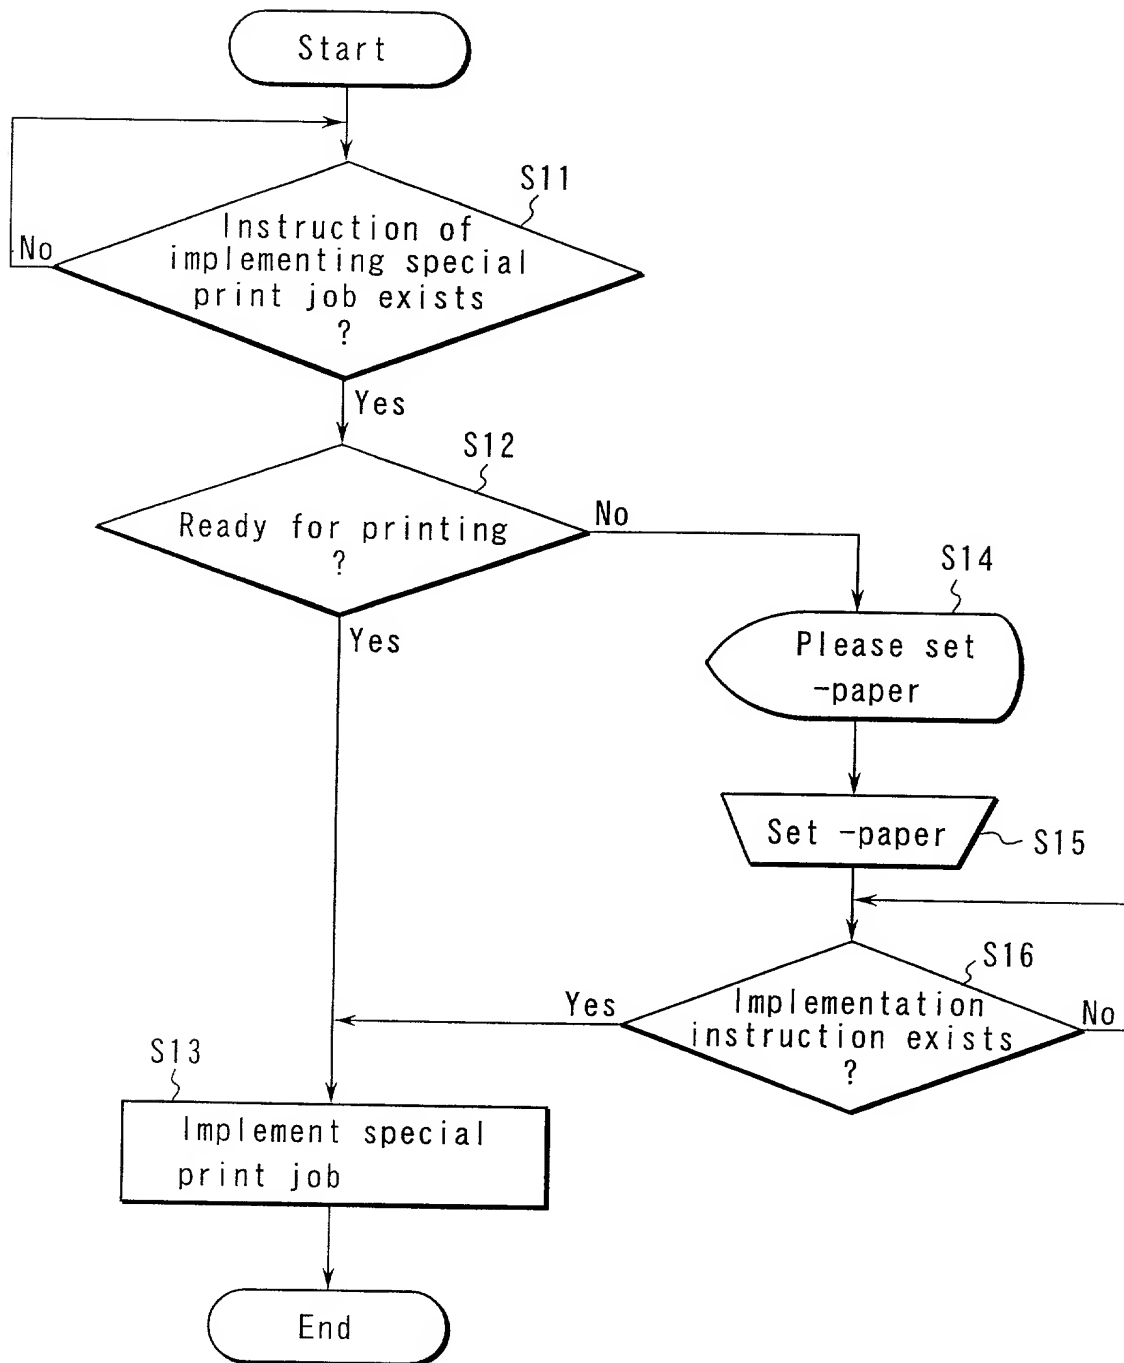 Start
S11
Instruction of
implementing special
print job exists
?
No
Yes
S12
Ready for printing
?
No
Yes
S14
Please set
-paper
Set -paper
S15
S16
Implementation
instruction exists
?
Yes
No
S13
Implement special
print job
End